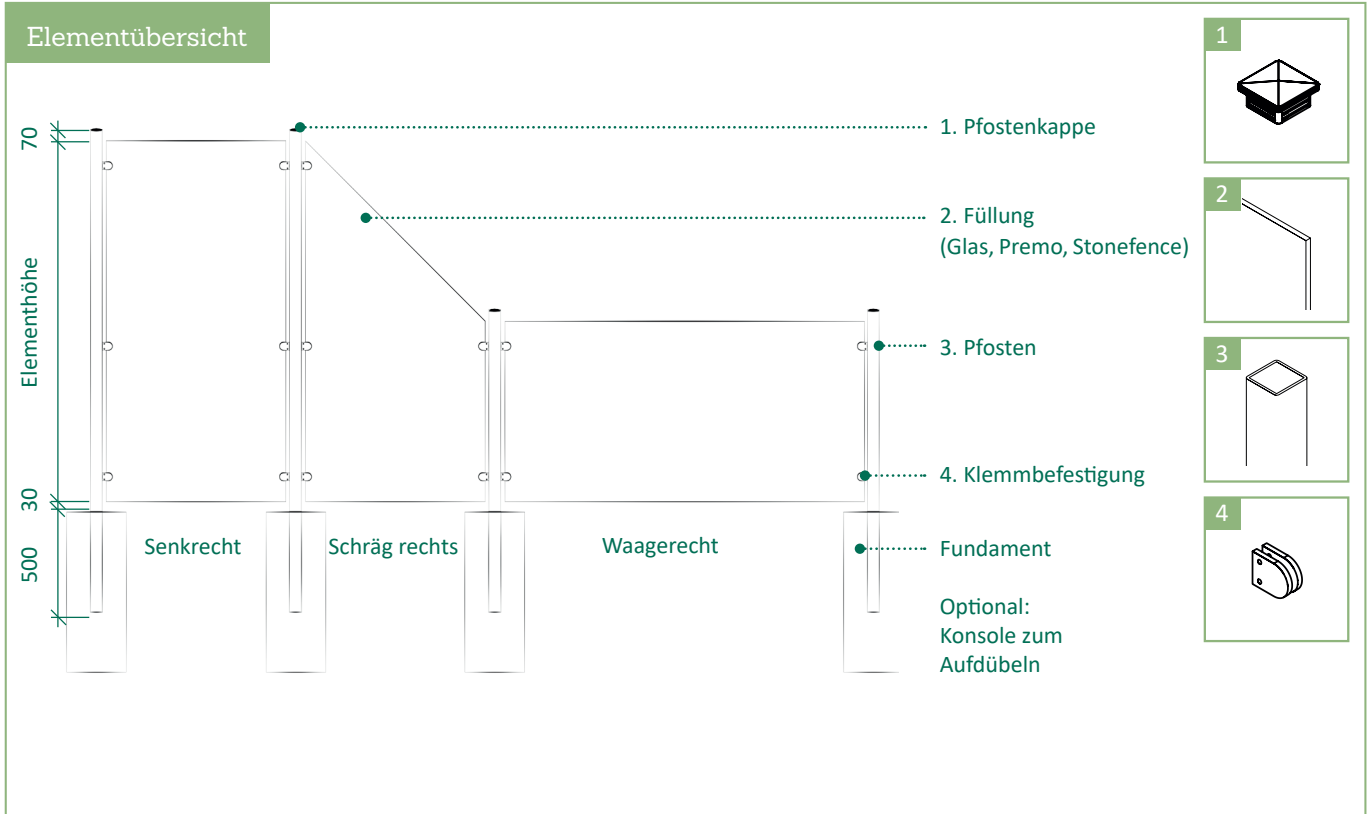 Elementübersicht
70
Elementhöhe
30
500
Senkrecht
Schräg rechts
Waagerecht
1. Pfostenkappe
2. Füllung
(Glas, Premo, Stonefence)
3. Pfosten
4. Klemmbefestigung
Fundament
Optional:
Konsole zum
Aufdübeln
1
2
3
4